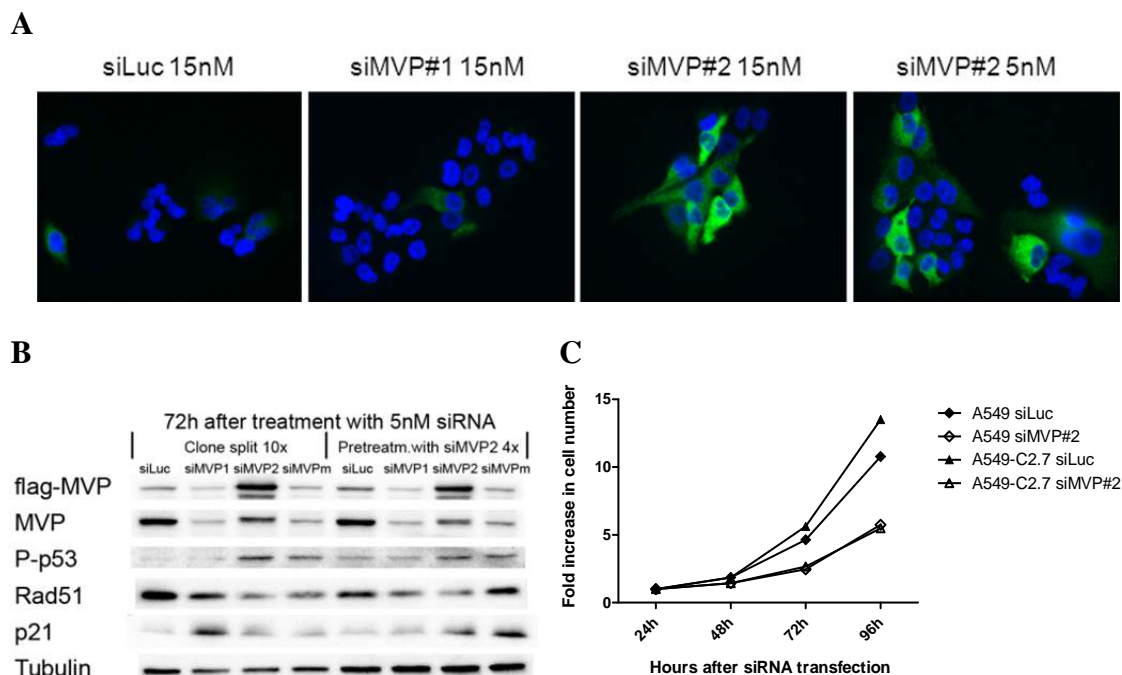 A
siLuc 15nM siMVP#1 15nM siMVP#2 15nM siMVP#2 5nM
B
72h after treatment with 5nM siRNA
Clone split 10x Pretreatm.with siMVP2 4x
siLuc siMVP1 siMVP2 siMVPm siLuc siMVP1 siMVP2 siMVPm
flag-MVP
MVP
P-p53
Rad51
p21
Tubulin
C
Fold increase in cell number
15
10
5
0
24h 48h 72h 96h
Hours after siRNA transfection
A549 siLuc
A549 siMVP#2
A549-C2.7 siLuc
A549-C2.7 siMVP#2